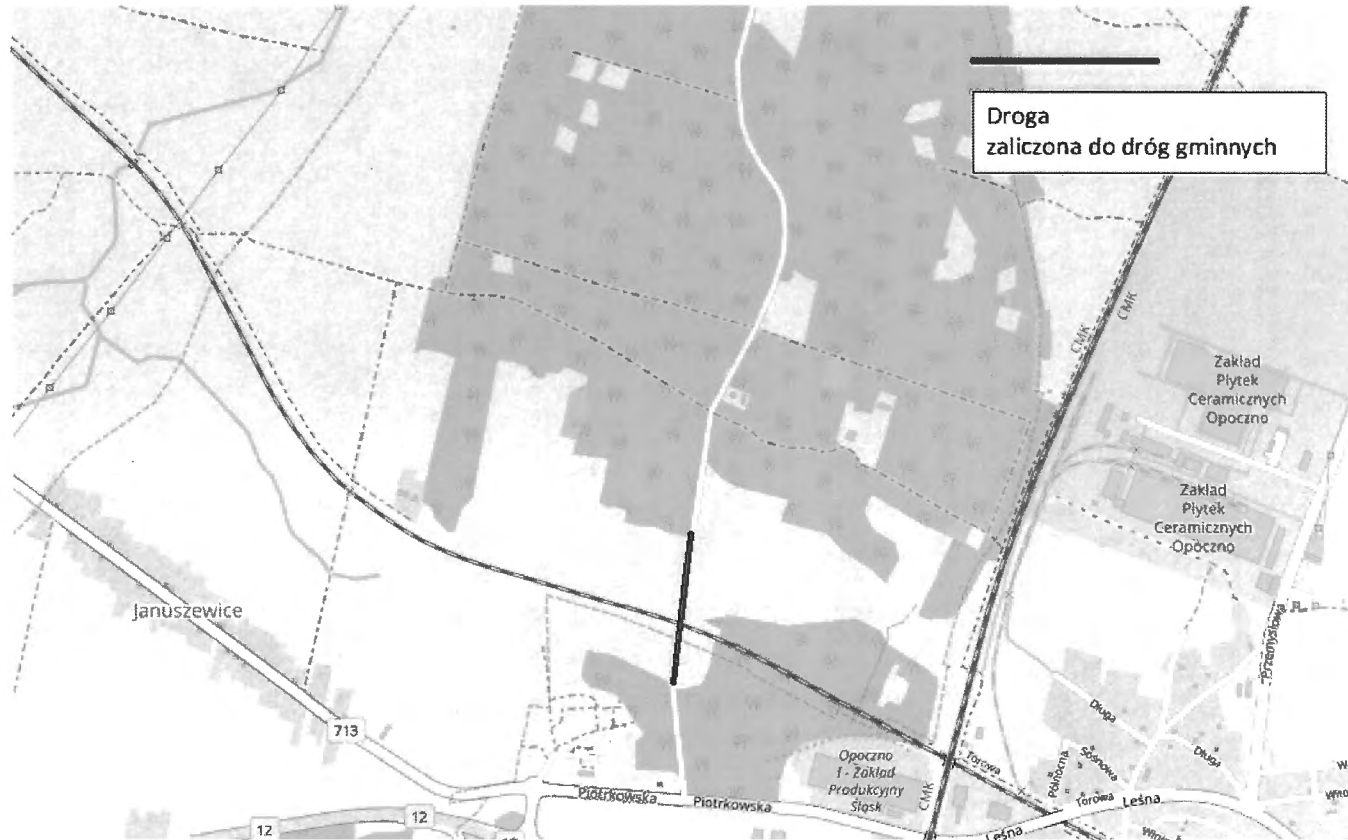 Droga
zaliczona do dróg gminnych
CMK
CMK
Zakład
Płytek
Ceramicznych
Opoczno
Zakład
Płytek
Ceramicznych
Opoczno
Januszewice
Przemysłowa
713
Długa
Długa
Opoczno
1 - Zakład
Produkcyjny
Śląsk
CMK
Torowa
Północna
Sosnowa
Torowa
Leśna
Leśna
Piotrkowska
Piotrkowska
12
12